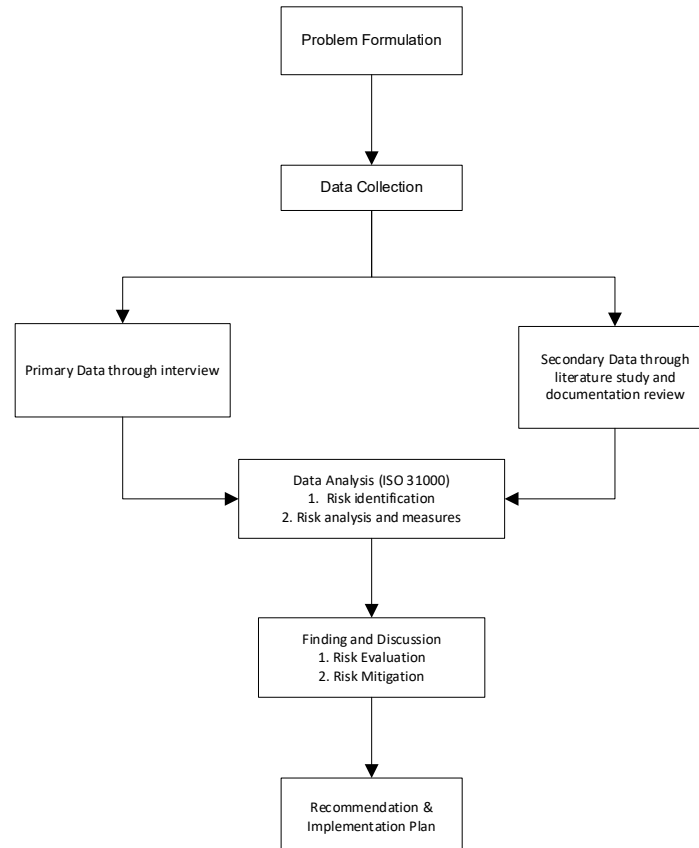 Problem Formulation
Data Collection
Primary Data through interview
Secondary Data through
literature study and
documentation review
Data Analysis (ISO 31000)
1. Risk identification
2. Risk analysis and measures
Finding and Discussion
1. Risk Evaluation
2. Risk Mitigation
Recommendation &
Implementation Plan